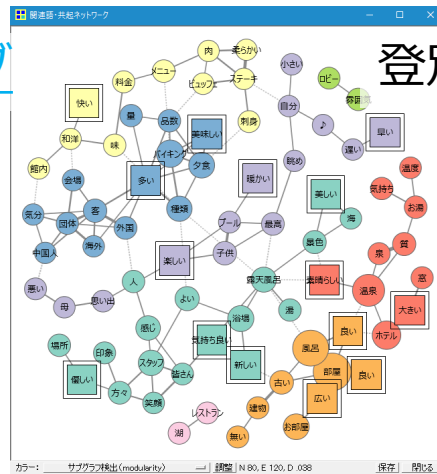 関連語・共起ネットワーク
登別
肉
柔らかい
メニュー
ビュッフェ
ステーキ
小さい
ロビー
料金
快い
自分
雰囲気
量
品数
美味しい
刺身
♪
早い
和洋
味
バイキング
遅い
館内
会場
多い
夕食
暖かい
眺め
温度
気持ち
美しい
お湯
気分
客
団体
種類
プール
最高
海
外国
景色
質
中国人
海外
楽しい
子供
泉
悪い
人
露天風呂
素晴らしい
温泉
窓
母
思い出
よい
湯
大きい
感じ
浴場
良い
ホテル
場所
印象
気持ち良い
風呂
スタッフ
新しい
優しい
皆さん
部屋
良い
方々
笑顔
古い
広い
レストラン
建物
湖
無い
お部屋
カラー:
サブグラフ検出(modularity)
調整
N 80, E 120, D .038
保存
閉じる